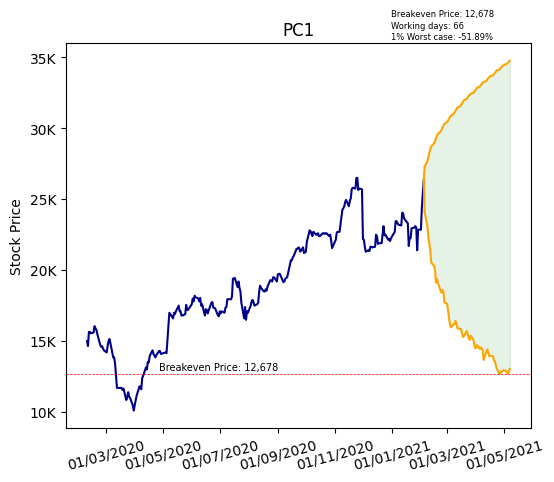 Breakeven Price: 12,678
Working days: 66
1% Worst case: -51.89%
PC1
35K
30K
25K
20K
15K
10K
Stock Price
Breakeven Price: 12,678
01/03/2020
01/05/2020
01/07/2020
01/09/2020
01/11/2020
01/01/2021
01/03/2021
01/05/2021